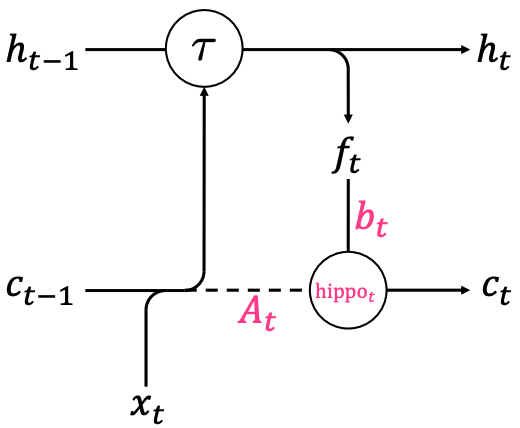 h_{t-1}
τ
h_t
f_t
b_t
c_{t-1}
hippo_t
c_t
A_t
x_t